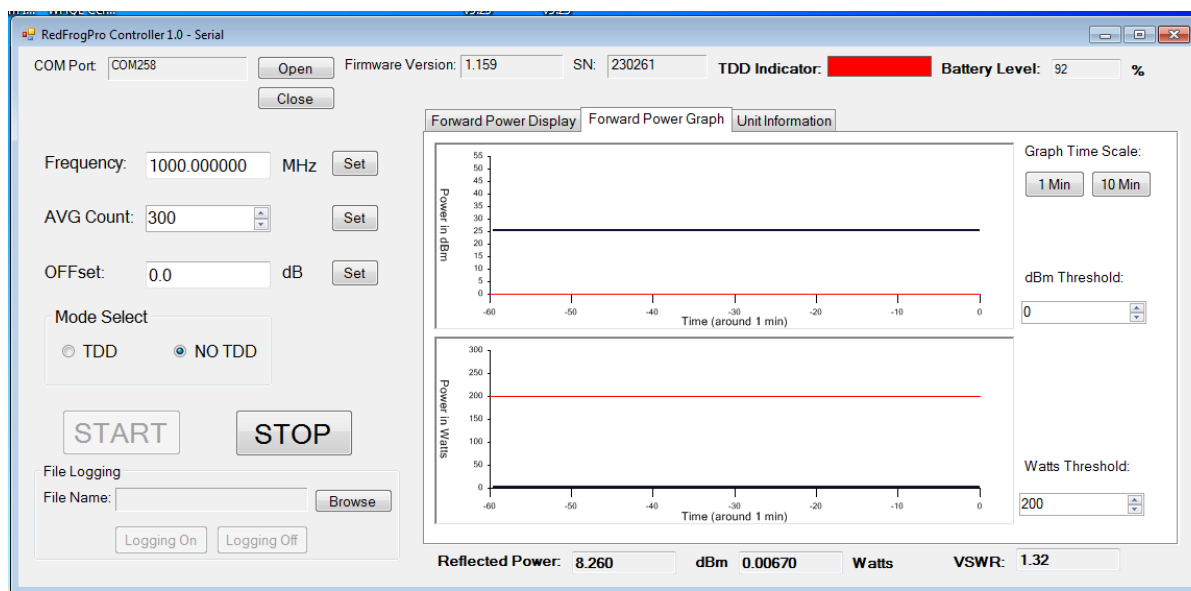 RedFrogPro Controller 1.0 - Serial
COM Port: COM258 Open Firmware Version: 1.159 SN: 230261 TDD Indicator: Battery Level: 92 %
Close
Forward Power Display Forward Power Graph Unit Information
Frequency: 1000.000000 MHz Set
AVG Count: 300 Set
OFFset: 0.0 dB Set
Mode Select
TDD NO TDD
START STOP
File Logging
File Name: Browse
Logging On Logging Off
Power in dBm
55
50
45
40
35
30
25
20
15
10
5
0
-60 -50 -40 -30 -20 -10 0
Time (around 1 min)
Graph Time Scale:
1 Min 10 Min
dBm Threshold:
0
Power in Watts
300
250
200
150
100
50
0
-60 -50 -40 -30 -20 -10 0
Time (around 1 min)
Watts Threshold:
200
Reflected Power: 8.260 dBm 0.00670 Watts VSWR: 1.32